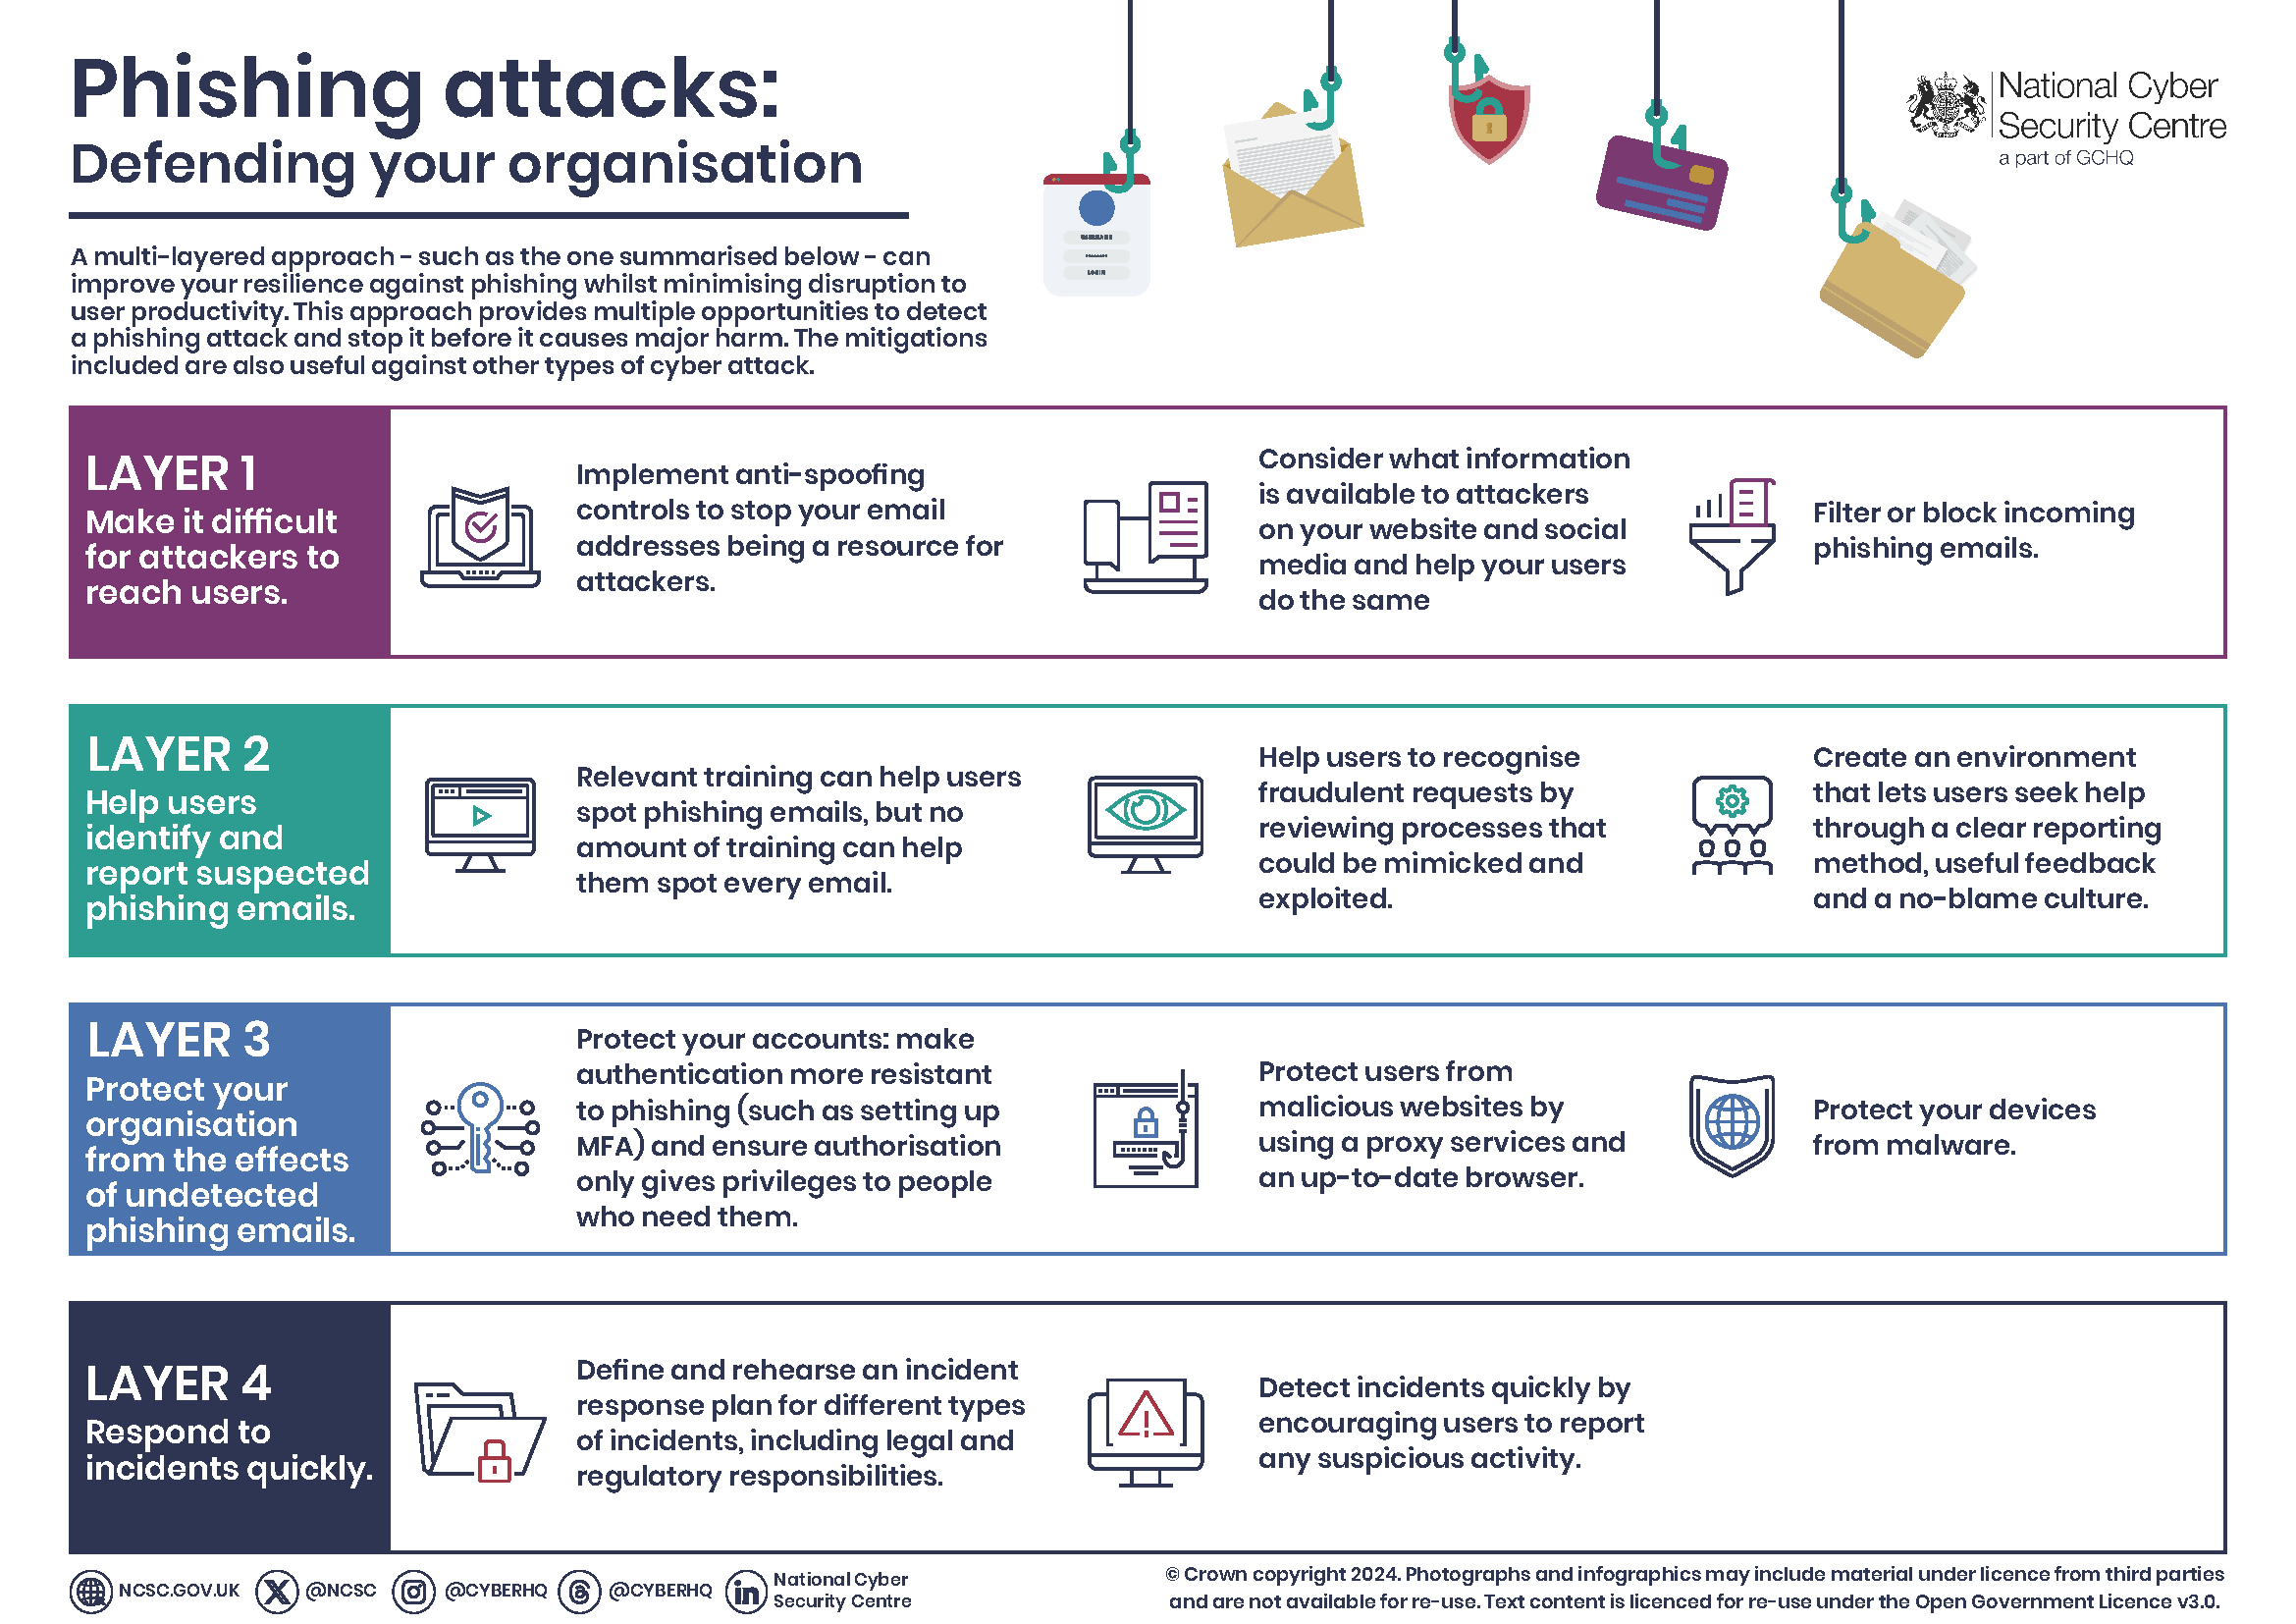 Phishing attacks:
Defending your organisation
National Cyber
Security Centre
a part of GCHQ
LOGIN
A multi-layered approach - such as the one summarised below - can
improve your resilience against phishing whilst minimising disruption to
user productivity. This approach provides multiple opportunities to detect
a phishing attack and stop it before it causes major harm. The mitigations
included are also useful against other types of cyber attack.
LAYER 1
Make it difficult
for attackers to
reach users.
Implement anti-spoofing
controls to stop your email
addresses being a resource for
attackers.
Consider what information
is available to attackers
on your website and social
media and help your users
do the same
Filter or block incoming
phishing emails.
LAYER 2
Help users
identify and
report suspected
phishing emails.
Relevant training can help users
spot phishing emails, but no
amount of training can help
them spot every email.
Help users to recognise
fraudulent requests by
reviewing processes that
could be mimicked and
exploited.
Create an environment
that lets users seek help
through a clear reporting
method, useful feedback
and a no-blame culture.
LAYER 3
Protect your
organisation
from the effects
of undetected
phishing emails.
Protect your accounts: make
authentication more resistant
to phishing (such as setting up
MFA) and ensure authorisation
only gives privileges to people
who need them.
Protect users from
malicious websites by
using a proxy services and
an up-to-date browser.
Protect your devices
from malware.
LAYER 4
Respond to
incidents quickly.
Define and rehearse an incident
response plan for different types
of incidents, including legal and
regulatory responsibilities.
Detect incidents quickly by
encouraging users to report
any suspicious activity.
NCSC.GOV.UK
@NCSC
@CYBERHQ
@CYBERHQ
in
National Cyber
Security Centre
© Crown copyright 2024. Photographs and infographics may include material under licence from third parties
and are not available for re-use. Text content is licenced for re-use under the Open Government Licence v3.0.